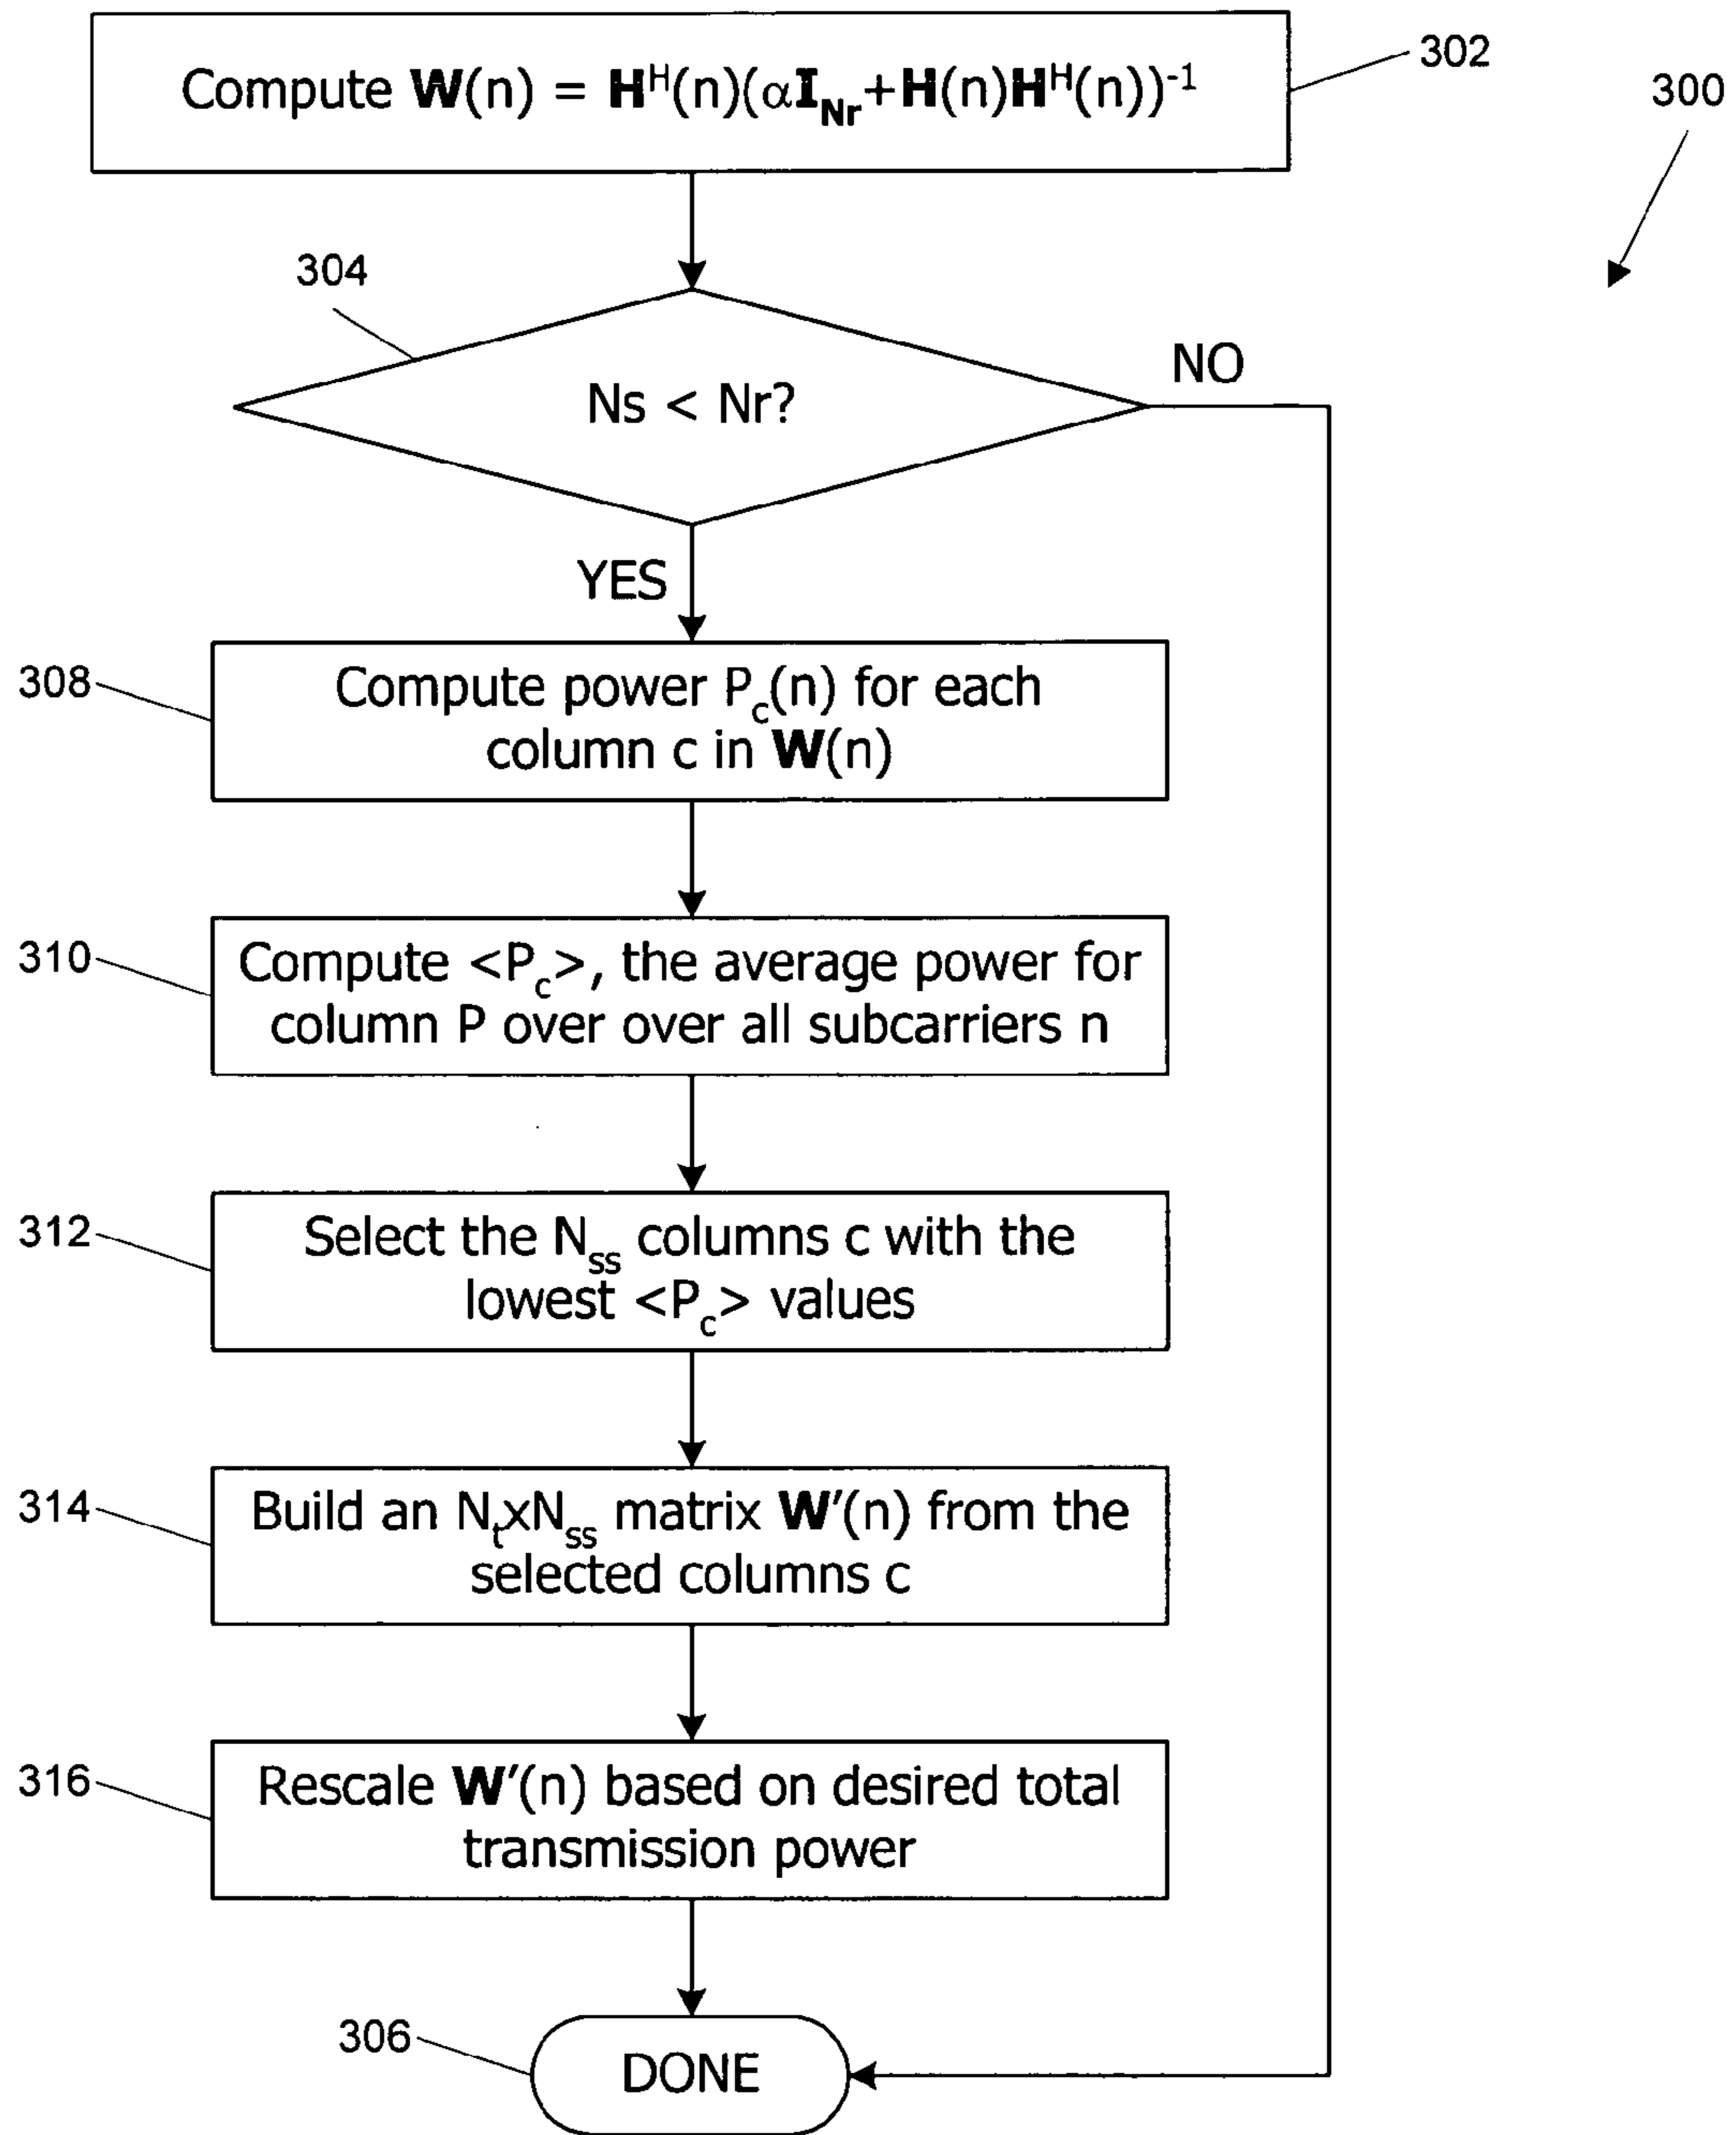 Compute W(n) = Hᴴ(n)(αI_Nr+H(n)Hᴴ(n))⁻¹
302
300
304
Ns < Nr?
NO
YES
308
Compute power P_c(n) for each
column c in W(n)
310
Compute <P_c>, the average power for
column P over over all subcarriers n
312
Select the N_ss columns c with the
lowest <P_c> values
314
Build an N_txN_ss matrix W'(n) from the
selected columns c
316
Rescale W'(n) based on desired total
transmission power
306
DONE